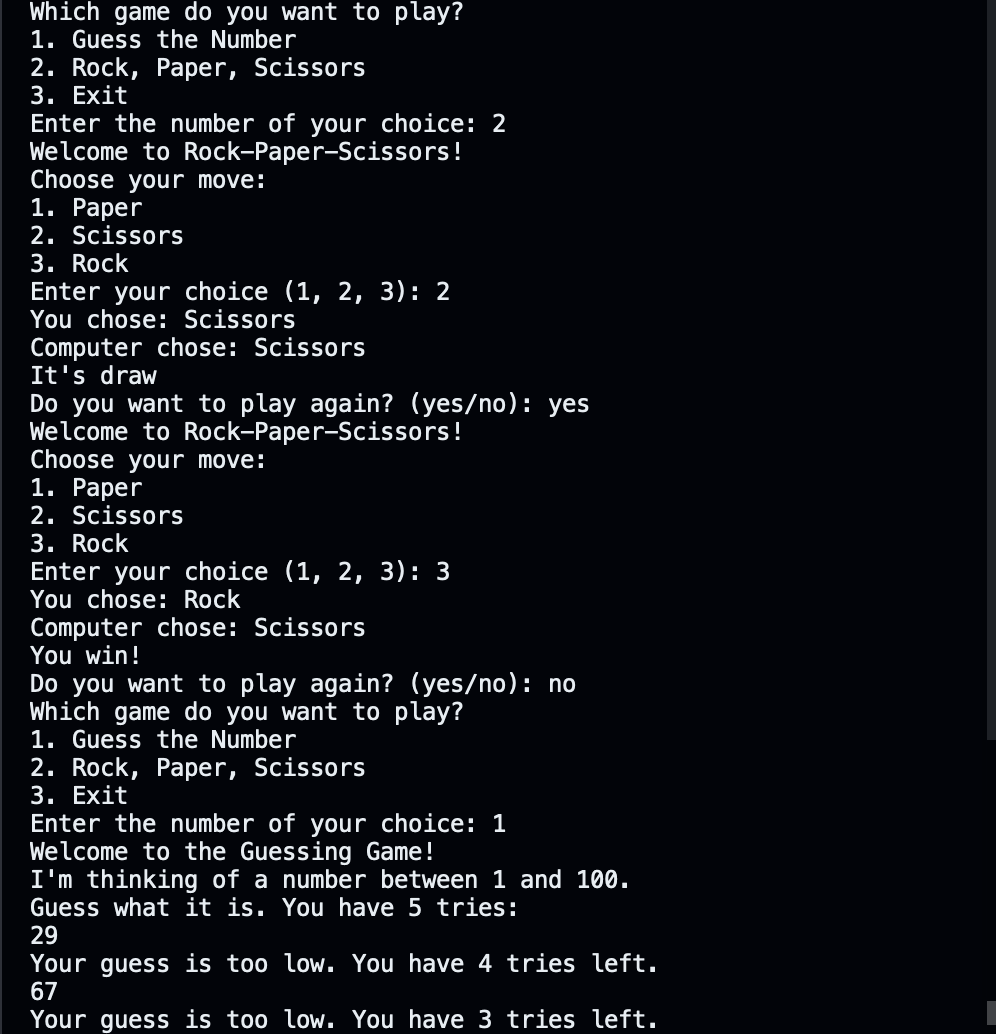 Which game do you want to play?
1. Guess the Number
2. Rock, Paper, Scissors
3. Exit
Enter the number of your choice: 2
Welcome to Rock-Paper-Scissors!
Choose your move:
1. Paper
2. Scissors
3. Rock
Enter your choice (1, 2, 3): 2
You chose: Scissors
Computer chose: Scissors
It's draw
Do you want to play again? (yes/no): yes
Welcome to Rock-Paper-Scissors!
Choose your move:
1. Paper
2. Scissors
3. Rock
Enter your choice (1, 2, 3): 3
You chose: Rock
Computer chose: Scissors
You win!
Do you want to play again? (yes/no): no
Which game do you want to play?
1. Guess the Number
2. Rock, Paper, Scissors
3. Exit
Enter the number of your choice: 1
Welcome to the Guessing Game!
I'm thinking of a number between 1 and 100.
Guess what it is. You have 5 tries:
29
Your guess is too low. You have 4 tries left.
67
Your guess is too low. You have 3 tries left.